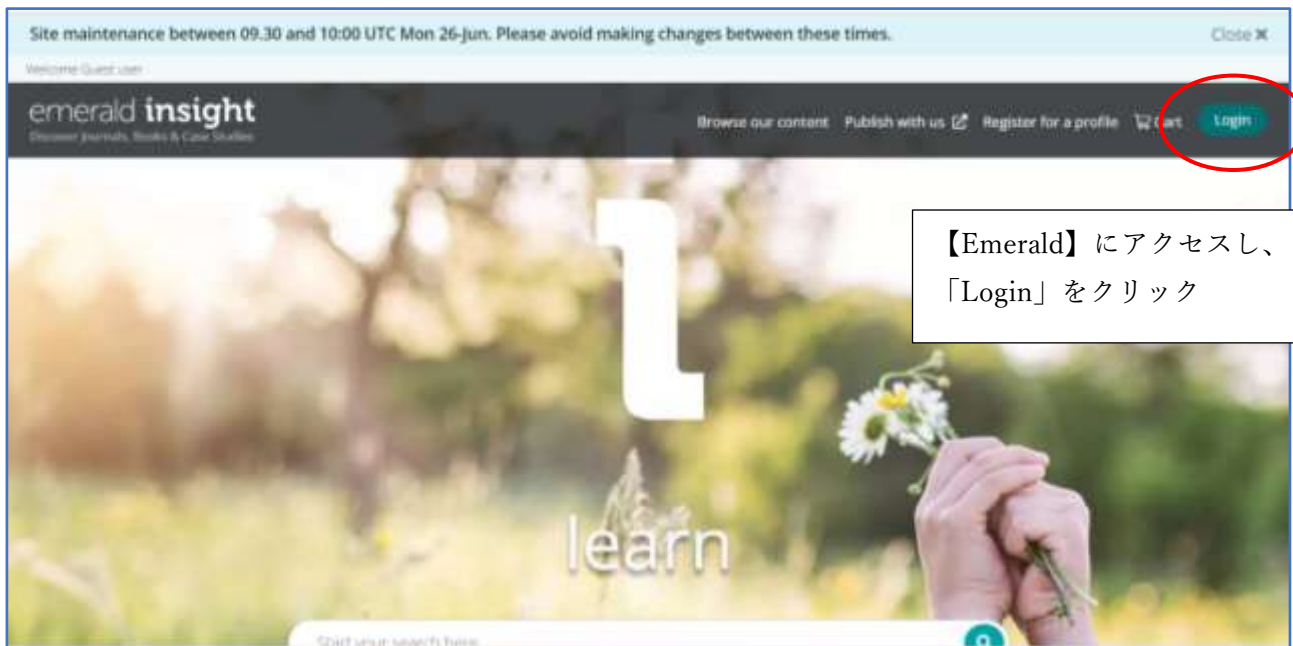 Site maintenance between 09.30 and 10:00 UTC Mon 26-Jun. Please avoid making changes between these times.
Close ✖
Welcome Guest user
emerald insight
Discover Journals, Books & Case Studies
Browse our content
Publish with us
Register for a profile
Cart
Login
【Emerald】にアクセスし、
「Login」をクリック
learn
Start your search here